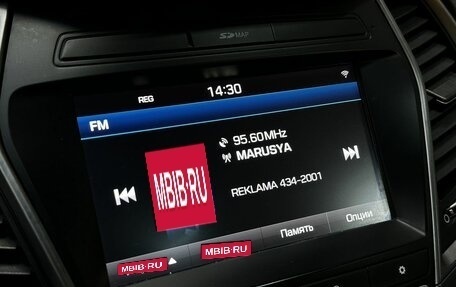 SD MAP
REG
14:30
FM
95.60MHz
MARUSYA
REKLAMA 434-2001
MBIB·RU
MBIB·RU
MBIB·RU
Память
Опции